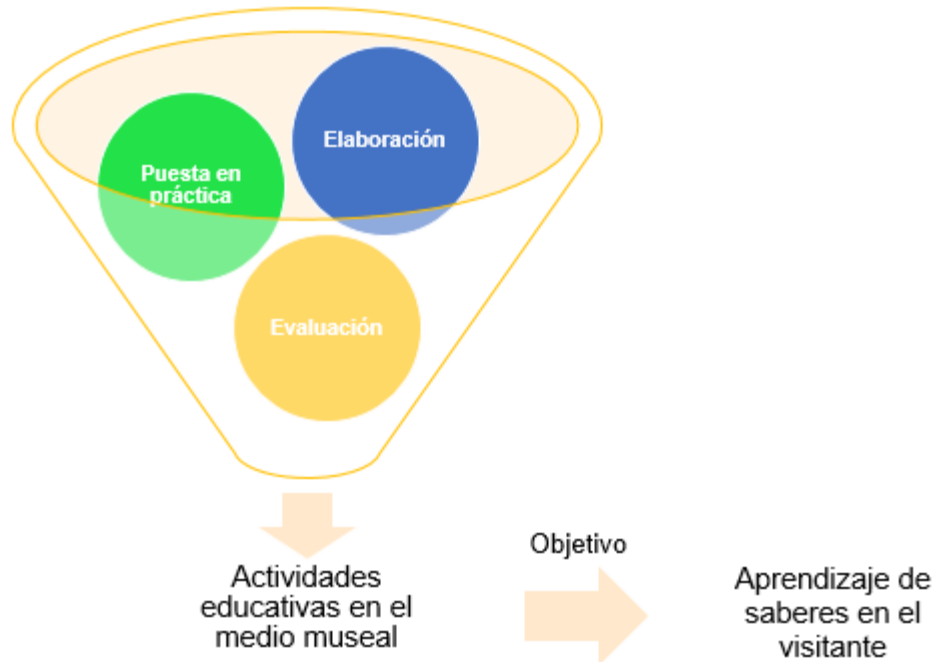 Elaboración
Puesta en
práctica
Evaluación
Actividades
educativas en el
medio museal
Objetivo
Aprendizaje de
saberes en el
visitante